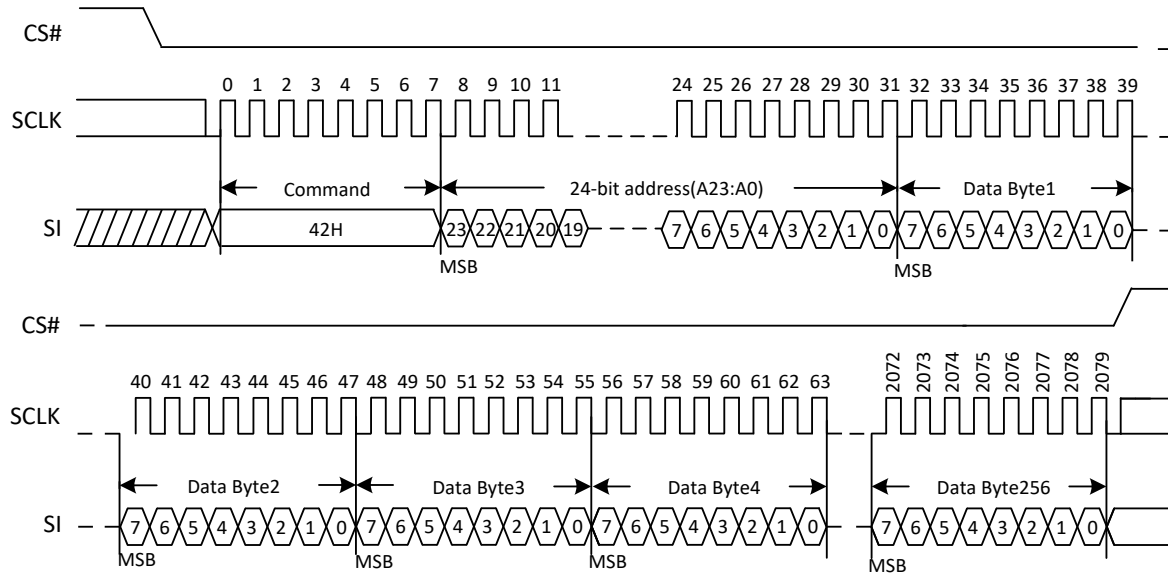 CS#
0 1 2 3 4 5 6 7 8 9 10 11 24 25 26 27 28 29 30 31 32 33 34 35 36 37 38 39
SCLK
Command 24-bit address(A23:A0) Data Byte1
SI 42H 23 22 21 20 19 7 6 5 4 3 2 1 0 7 6 5 4 3 2 1 0
MSB MSB
CS#
40 41 42 43 44 45 46 47 48 49 50 51 52 53 54 55 56 57 58 59 60 61 62 63 2072 2073 2074 2075 2076 2077 2078 2079
SCLK
Data Byte2 Data Byte3 Data Byte4 Data Byte256
SI 7 6 5 4 3 2 1 0 7 6 5 4 3 2 1 0 7 6 5 4 3 2 1 0 7 6 5 4 3 2 1 0
MSB MSB MSB MSB